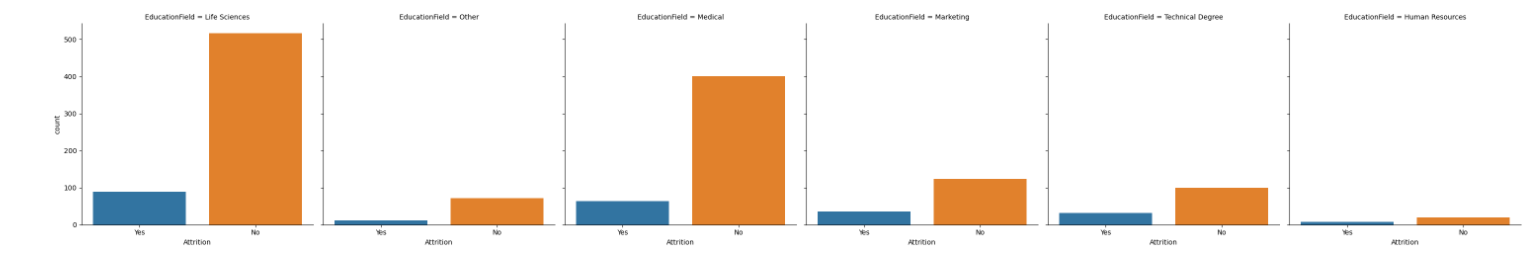 EducationField = Life Sciences
EducationField = Other
EducationField = Medical
EducationField = Marketing
EducationField = Technical Degree
EducationField = Human Resources
500
400
300
200
100
0
count
Yes No
Yes No
Yes No
Yes No
Yes No
Yes No
Attrition
Attrition
Attrition
Attrition
Attrition
Attrition